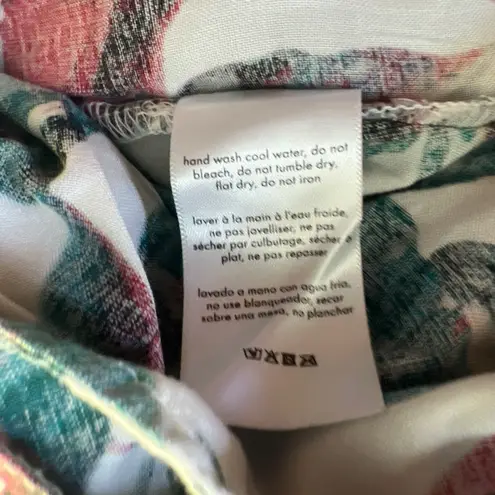 hand wash cool water, do not
bleach, do not tumble dry,
flat dry, do not iron
laver à la main à l'eau froide,
ne pas javelliser, ne pas
sécher par culbutage, sécher à
plat, ne pas repasser
lavado a mano con agua fria,
no use blanqueador, secar
sobre una mesa, no planchar